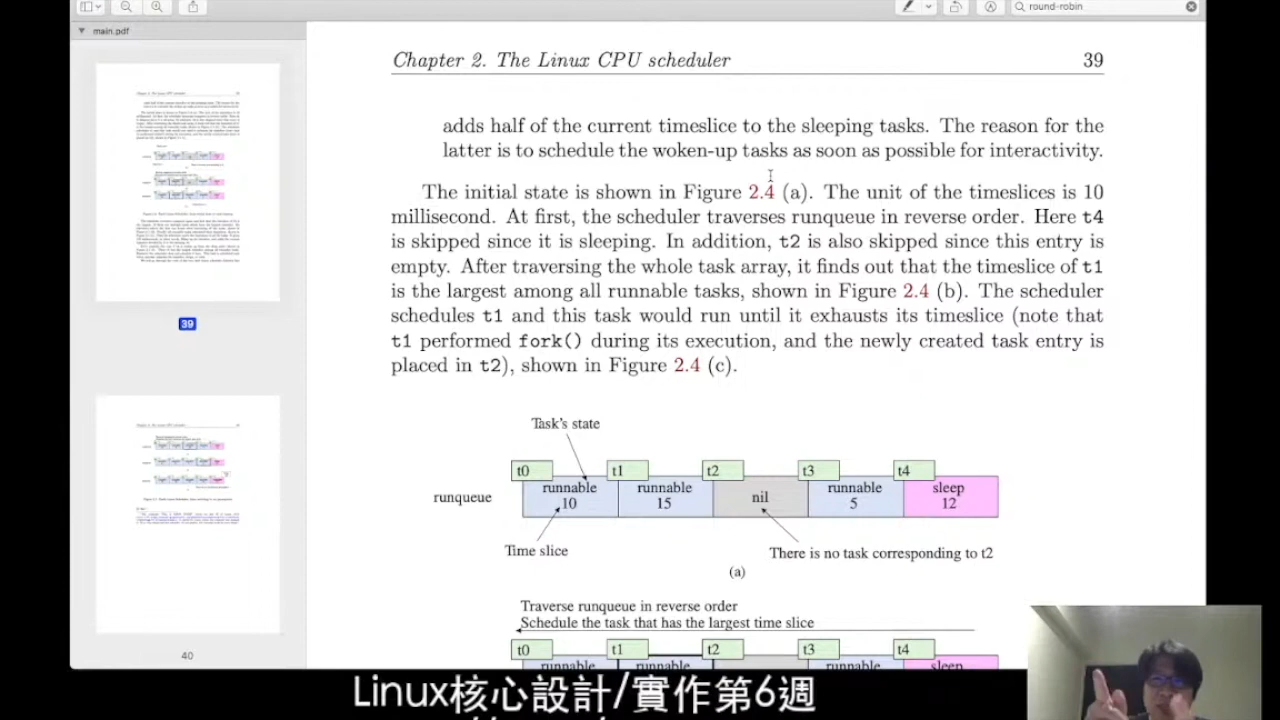 round-robin
main.pdf
Chapter 2. The Linux CPU scheduler 39
adds half of the current timeslice to the sleeping tasks. The reason for the
latter is to schedule the woken-up tasks as soon as possible for interactivity.
The initial state is shown in Figure 2.4 (a). The unit of the timeslice is 10
millisecond. At first, the scheduler traverses runqueue in reverse order. Here t4
is skipped since it is sleeping. In addition, t2 is also skipped since this entry is
empty. After traversing the whole task array, it finds out that the timeslice of t1
is the largest among all runnable tasks, shown in Figure 2.4 (b). The scheduler
schedules t1 and this task would run until it exhausts its timeslice (note that
t1 performed fork() during its execution, and the newly created task entry is
placed in t2), shown in Figure 2.4 (c).
Task's state
t0 t1 t2 t3 t4
runqueue
runnable runnable nil runnable sleep
10 15 5 12
Time slice
There is no task corresponding to t2
(a)
Traverse runqueue in reverse order
Schedule the task that has the largest time slice
t0 t1 t2 t3 t4
runnable runnable runnable sleep
39
40
Linux核心設計/實作第6週